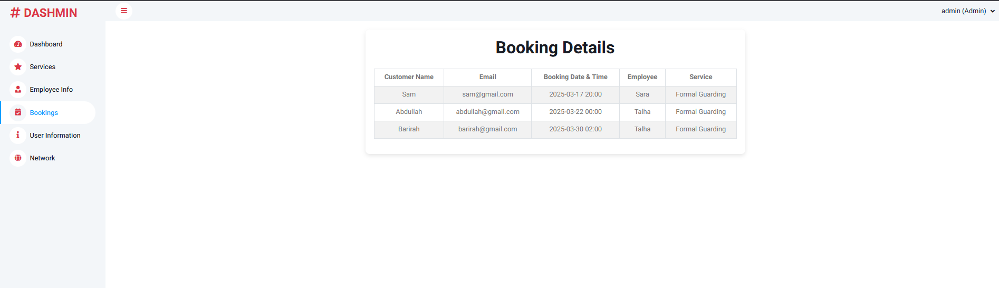 # DASHMIN
admin (Admin)
Dashboard
Services
Employee Info
Bookings
User Information
Network
Booking Details
Customer Name Email Booking Date & Time Employee Service
Sam sam@gmail.com 2025-03-17 20:00 Sara Formal Guarding
Abdullah abdullah@gmail.com 2025-03-22 00:00 Talha Formal Guarding
Barirah barirah@gmail.com 2025-03-30 02:00 Talha Formal Guarding